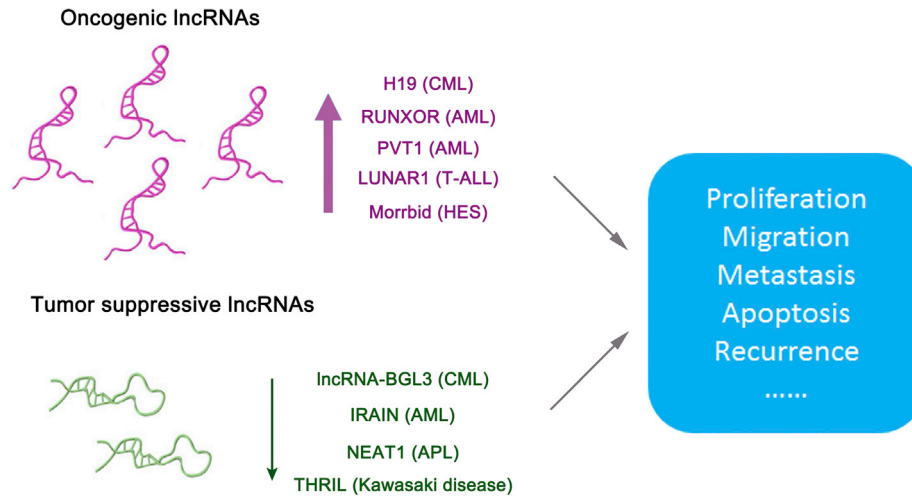 Oncogenic lncRNAs
H19 (CML)
RUNXOR (AML)
PVT1 (AML)
LUNAR1 (T-ALL)
Morrbid (HES)
Tumor suppressive lncRNAs
lncRNA-BGL3 (CML)
IRAIN (AML)
NEAT1 (APL)
THRIL (Kawasaki disease)
Proliferation
Migration
Metastasis
Apoptosis
Recurrence
......